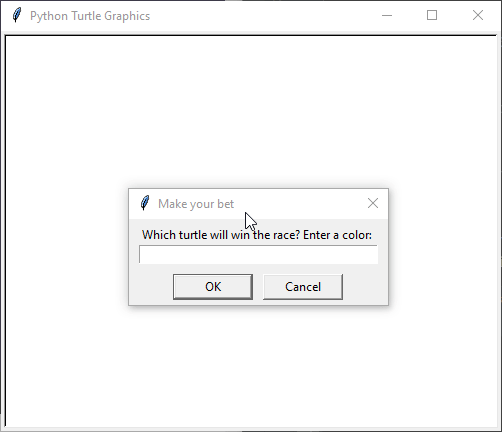 Python Turtle Graphics
Make your bet
Which turtle will win the race? Enter a color:
OK
Cancel